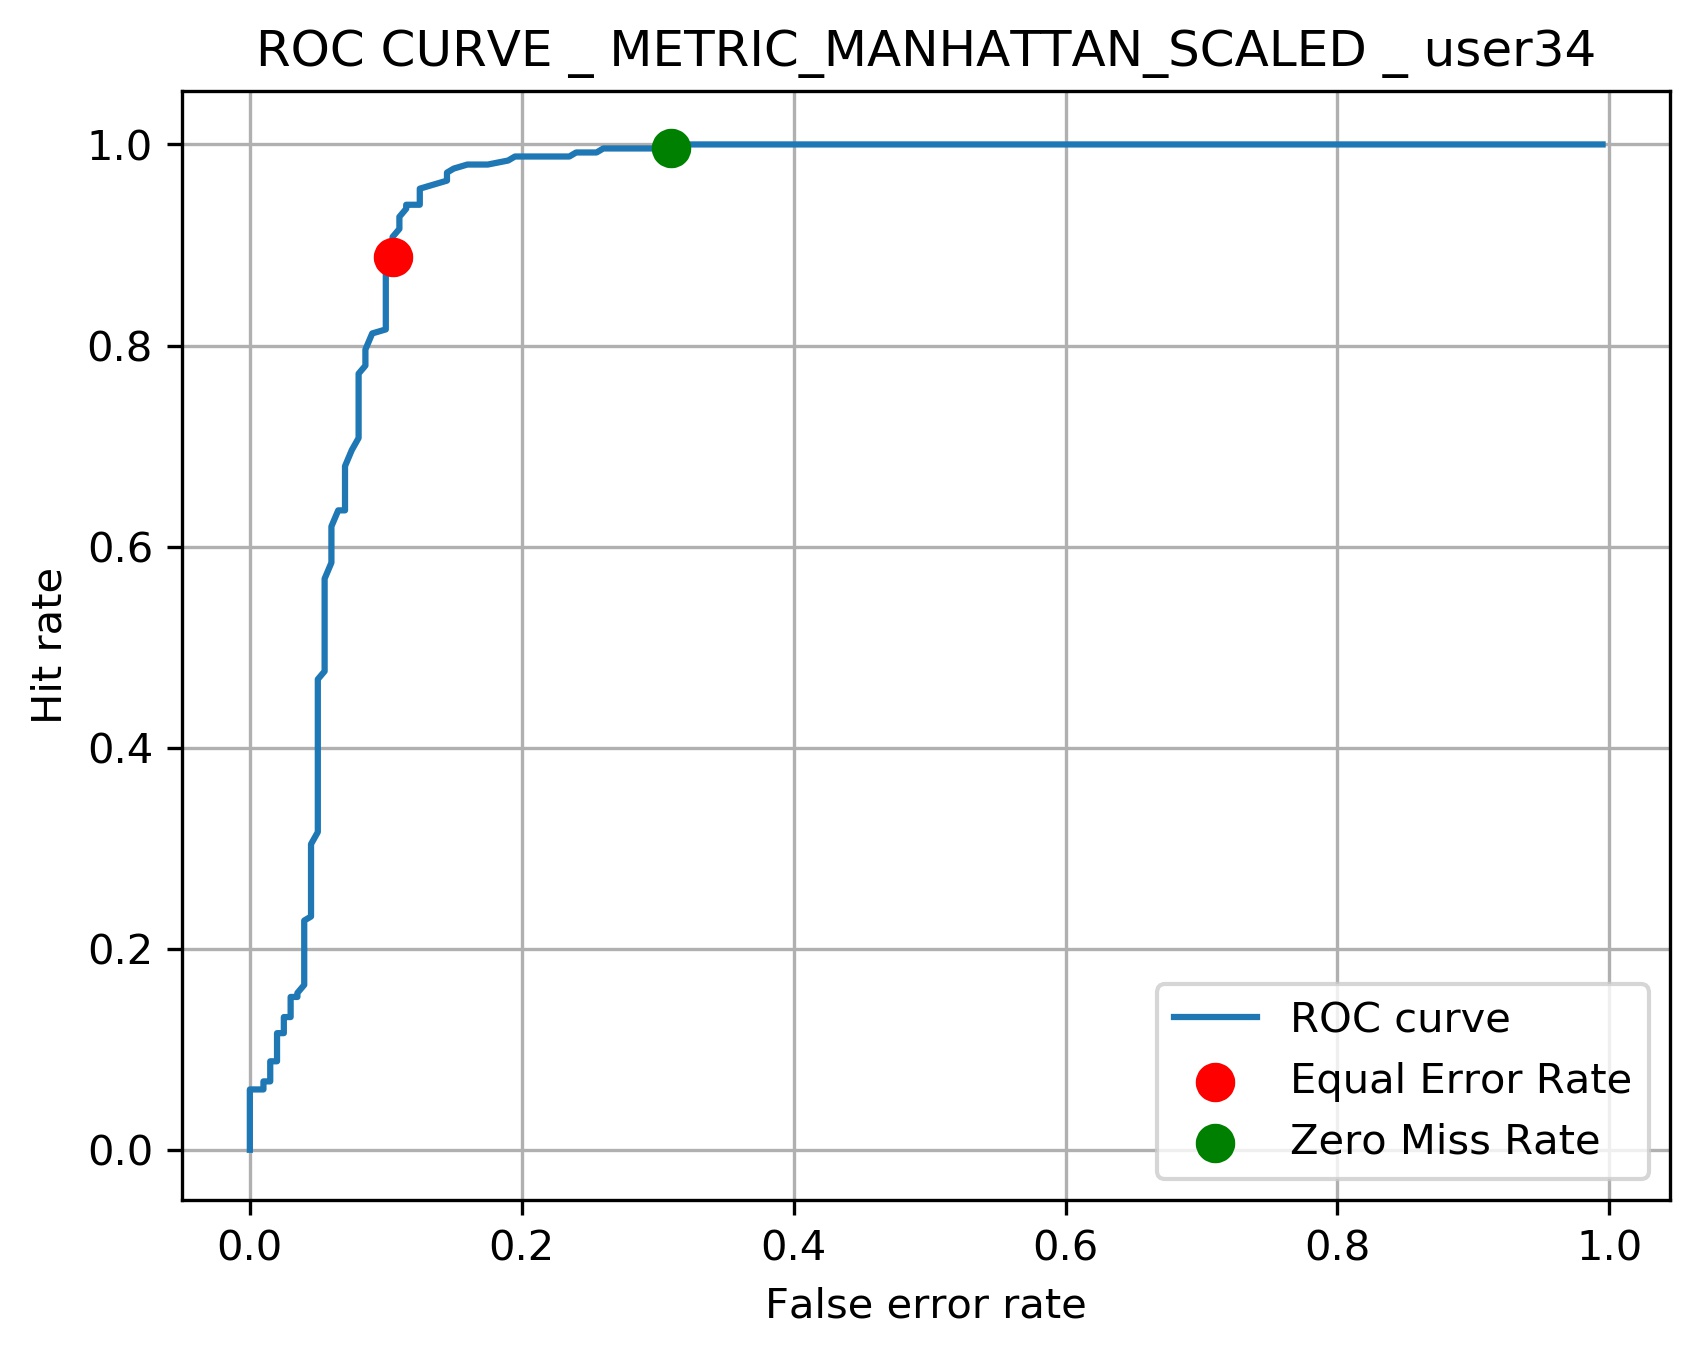 ROC CURVE _ METRIC_MANHATTAN_SCALED _ user34
1.0
0.8
0.6
0.4
0.2
0.0
Hit rate
ROC curve
Equal Error Rate
Zero Miss Rate
0.0 0.2 0.4 0.6 0.8 1.0
False error rate